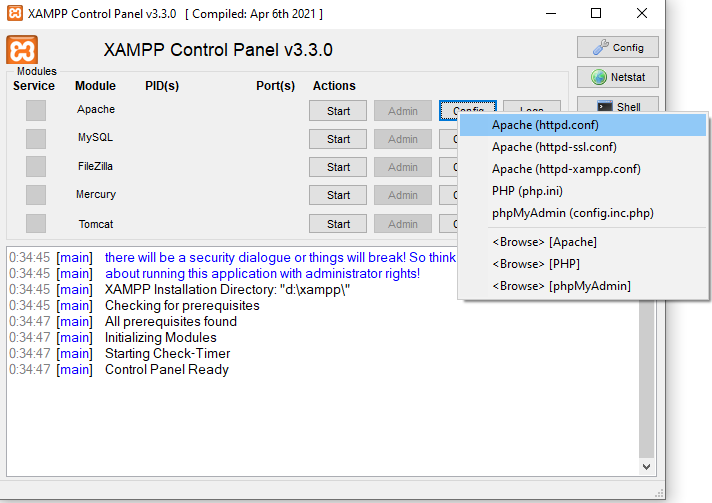 XAMPP Control Panel v3.3.0 [ Compiled: Apr 6th 2021 ]
XAMPP Control Panel v3.3.0
Config
Modules
Service Module PID(s) Port(s) Actions
Netstat
Apache Start Admin Config Logs
Shell
MySQL Start Admin
FileZilla Start Admin
Mercury Start Admin
Tomcat Start Admin
Apache (httpd.conf)
Apache (httpd-ssl.conf)
Apache (httpd-xampp.conf)
PHP (php.ini)
phpMyAdmin (config.inc.php)
<Browse> [Apache]
<Browse> [PHP]
<Browse> [phpMyAdmin]
0:34:45 [main] there will be a security dialogue or things will break! So think
0:34:45 [main] about running this application with administrator rights!
0:34:45 [main] XAMPP Installation Directory: "d:\xampp\"
0:34:45 [main] Checking for prerequisites
0:34:47 [main] All prerequisites found
0:34:47 [main] Initializing Modules
0:34:47 [main] Starting Check-Timer
0:34:47 [main] Control Panel Ready